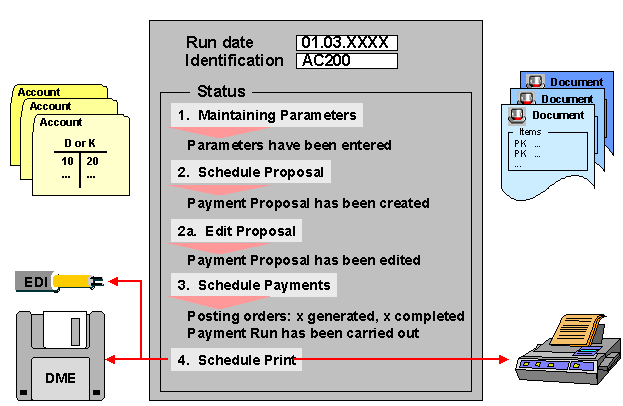 Run date 01.03.XXXX
Identification AC200
Status
Account
Account
Account
D or K
10 20
... ...
Document
Document
Document
Items
PK ...
PK ...
...
1. Maintaining Parameters
Parameters have been entered
2. Schedule Proposal
Payment Proposal has been created
2a. Edit Proposal
Payment Proposal has been edited
3. Schedule Payments
Posting orders: x generated, x completed
Payment Run has been carried out
4. Schedule Print
EDI
DME